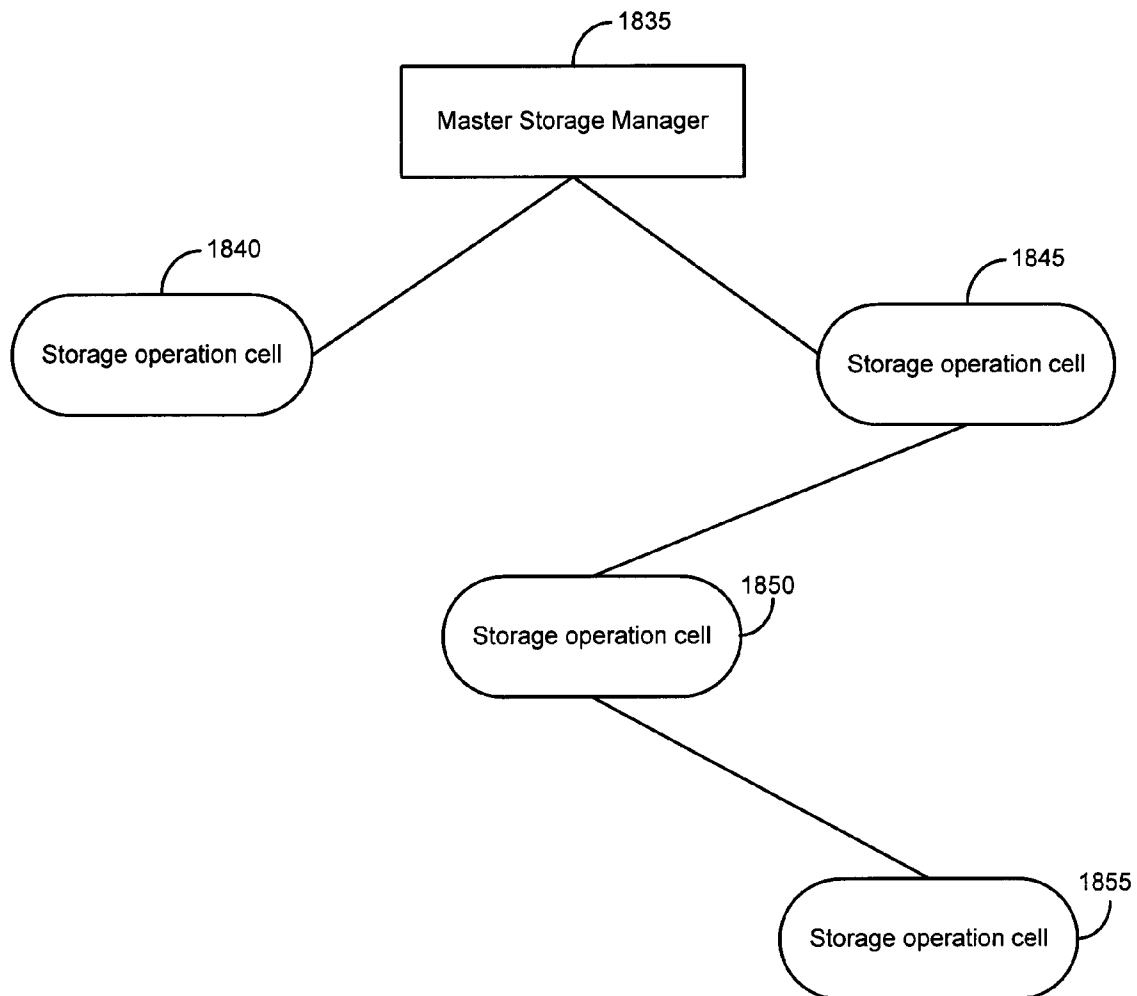 1835
Master Storage Manager
1840
1845
Storage operation cell
Storage operation cell
1850
Storage operation cell
1855
Storage operation cell